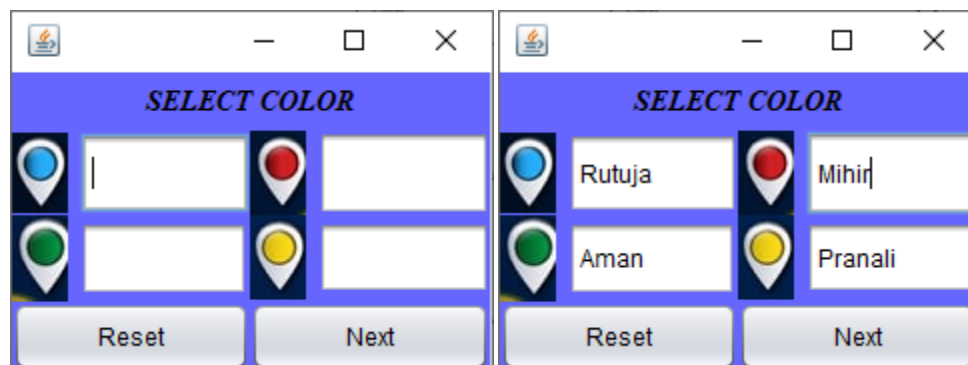 SELECT COLOR
Reset Next
SELECT COLOR
Rutuja Mihir
Aman Pranali
Reset Next